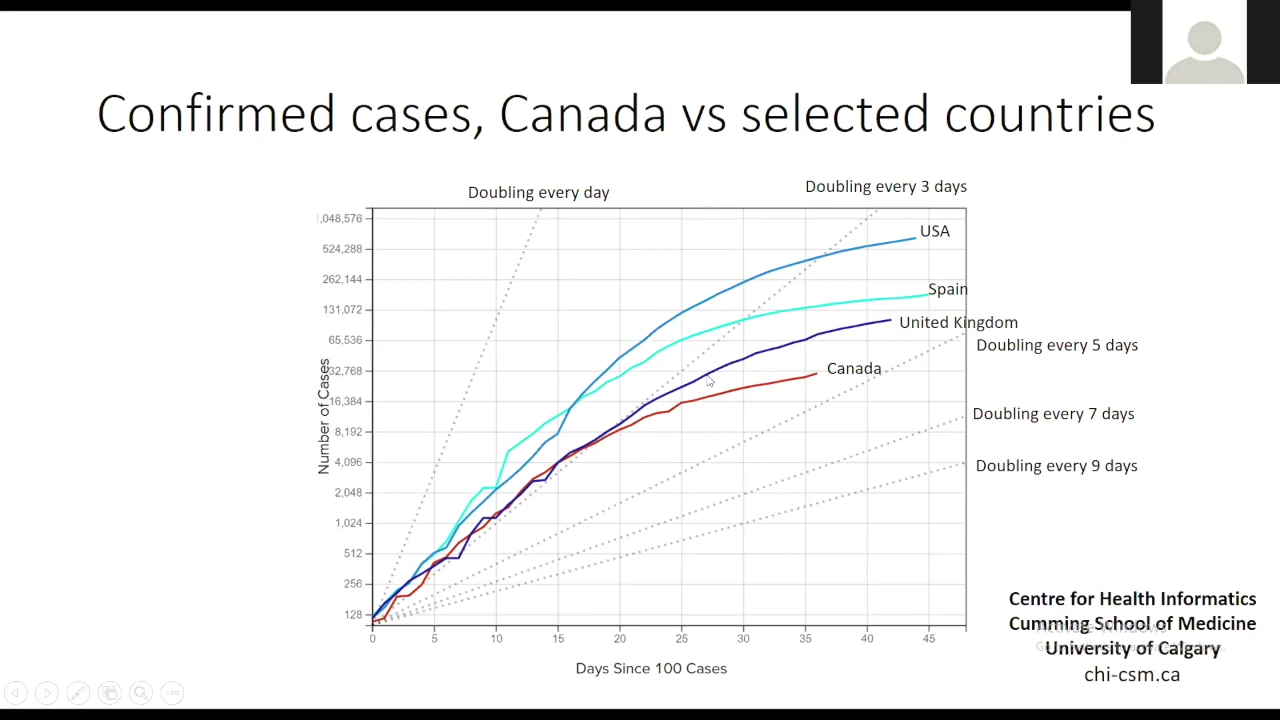 Confirmed cases, Canada vs selected countries
Doubling every day
Doubling every 3 days
1,048,576
524,288
262,144
131,072
65,536
32,768
16,384
8,192
4,096
2,048
1,024
512
256
128
Number of Cases
USA
Spain
United Kingdom
Doubling every 5 days
Canada
Doubling every 7 days
Doubling every 9 days
0 5 10 15 20 25 30 35 40 45
Days Since 100 Cases
Centre for Health Informatics
Cumming School of Medicine
Activate Windows
University of Calgary
chi-csm.ca